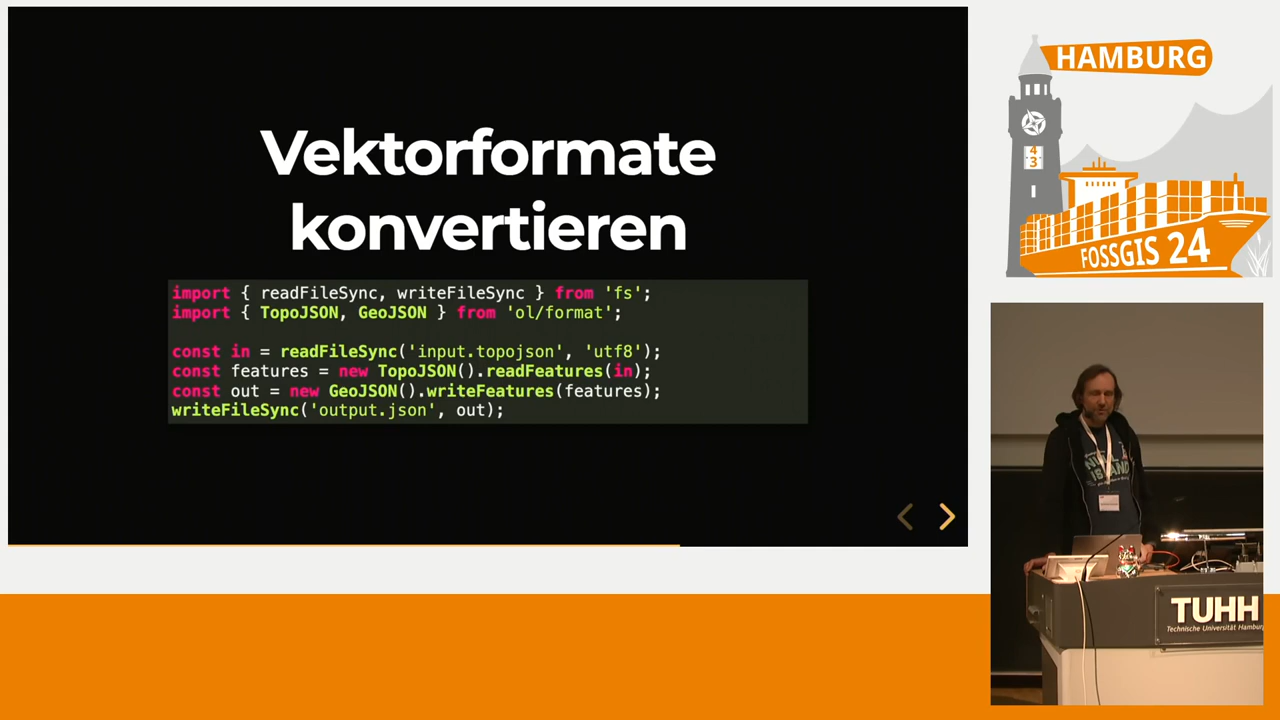 Vektorformate
konvertieren
import { readFileSync, writeFileSync } from 'fs';
import { TopoJSON, GeoJSON } from 'ol/format';
const in = readFileSync('input.topojson', 'utf8');
const features = new TopoJSON().readFeatures(in);
const out = new GeoJSON().writeFeatures(features);
writeFileSync('output.json', out);
HAMBURG
4
3
FOSSGIS 24
TUHH
Technische Universität Hamburg